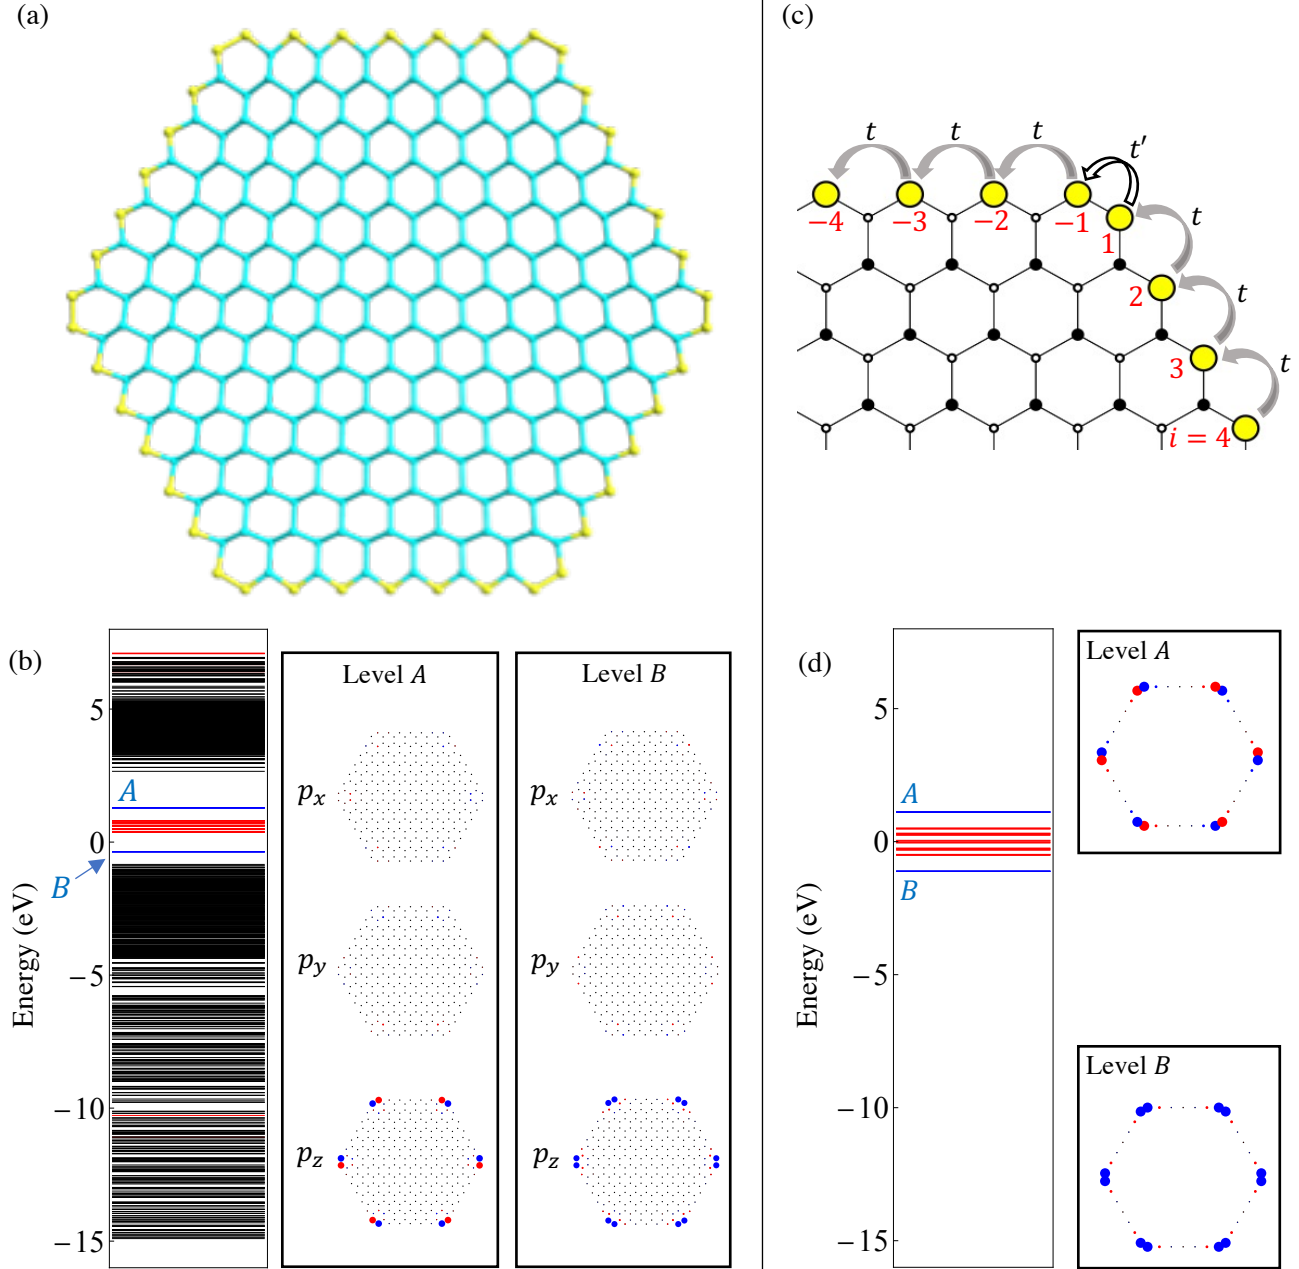 (a)
(b)
Energy (eV)
5
0
−5
−10
−15
A
B
Level A
p_x
p_y
p_z
Level B
p_x
p_y
p_z
(c)
t
t
t
t′
−4
−3
−2
−1
1
t
2
t
3
t
i = 4
(d)
Energy (eV)
5
0
−5
−10
−15
A
B
Level A
Level B